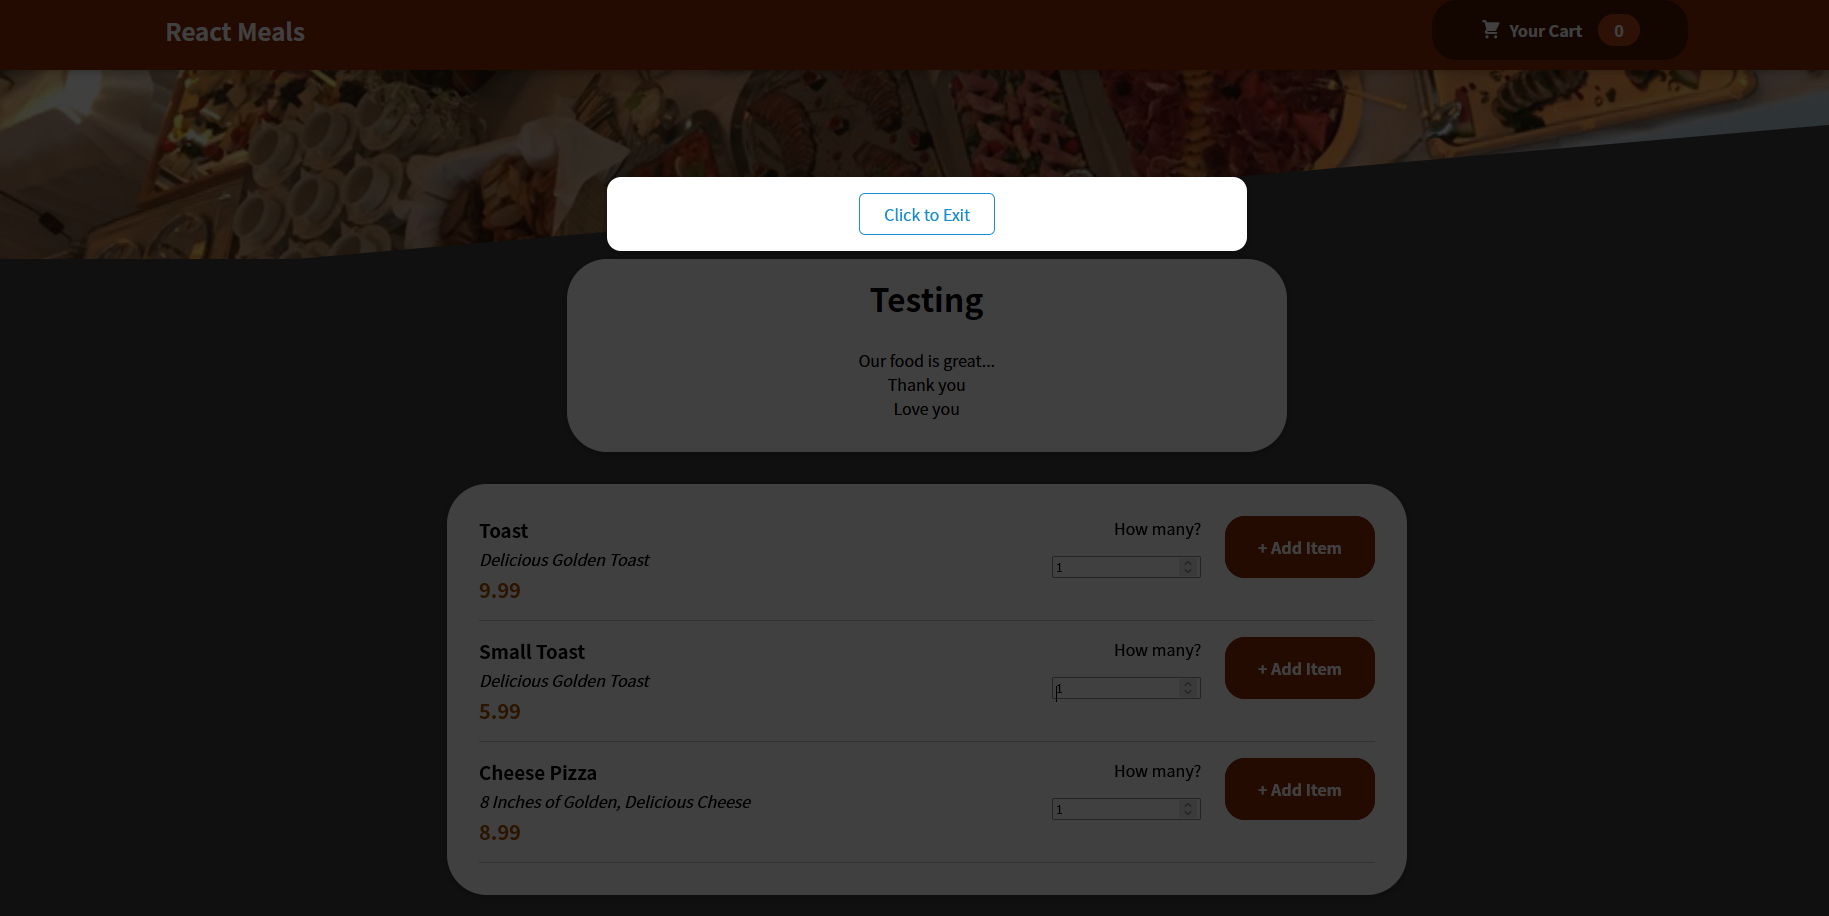 React Meals
Your Cart 0
Click to Exit
Testing
Our food is great...
Thank you
Love you
Toast
Delicious Golden Toast
9.99
How many?
1
+ Add Item
Small Toast
Delicious Golden Toast
5.99
How many?
1
+ Add Item
Cheese Pizza
8 Inches of Golden, Delicious Cheese
8.99
How many?
1
+ Add Item